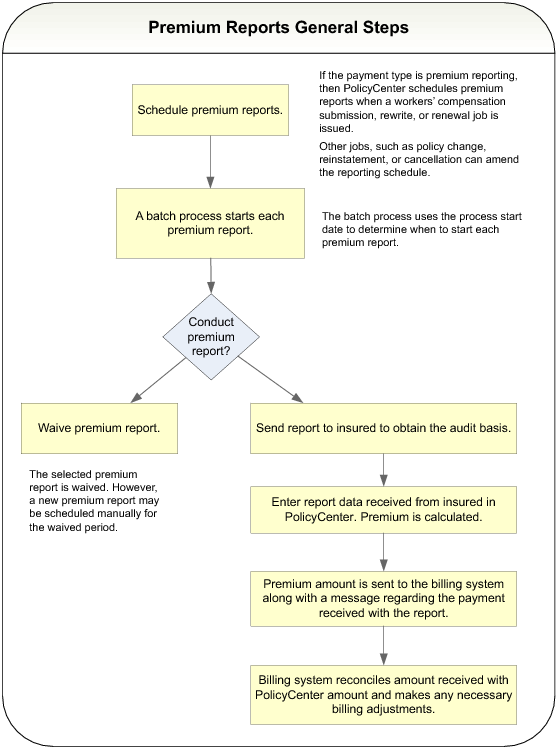 Premium Reports General Steps
Schedule premium reports.
If the payment type is premium reporting,
then PolicyCenter schedules premium
reports when a workers' compensation
submission, rewrite, or renewal job is
issued.
Other jobs, such as policy change,
reinstatement, or cancellation can amend
the reporting schedule.
A batch process starts each
premium report.
The batch process uses the process start
date to determine when to start each
premium report.
Conduct
premium
report?
Waive premium report.
The selected premium
report is waived. However,
a new premium report may
be scheduled manually for
the waived period.
Send report to insured to obtain the audit basis.
Enter report data received from insured in
PolicyCenter. Premium is calculated.
Premium amount is sent to the billing system
along with a message regarding the payment
received with the report.
Billing system reconciles amount received with
PolicyCenter amount and makes any necessary
billing adjustments.